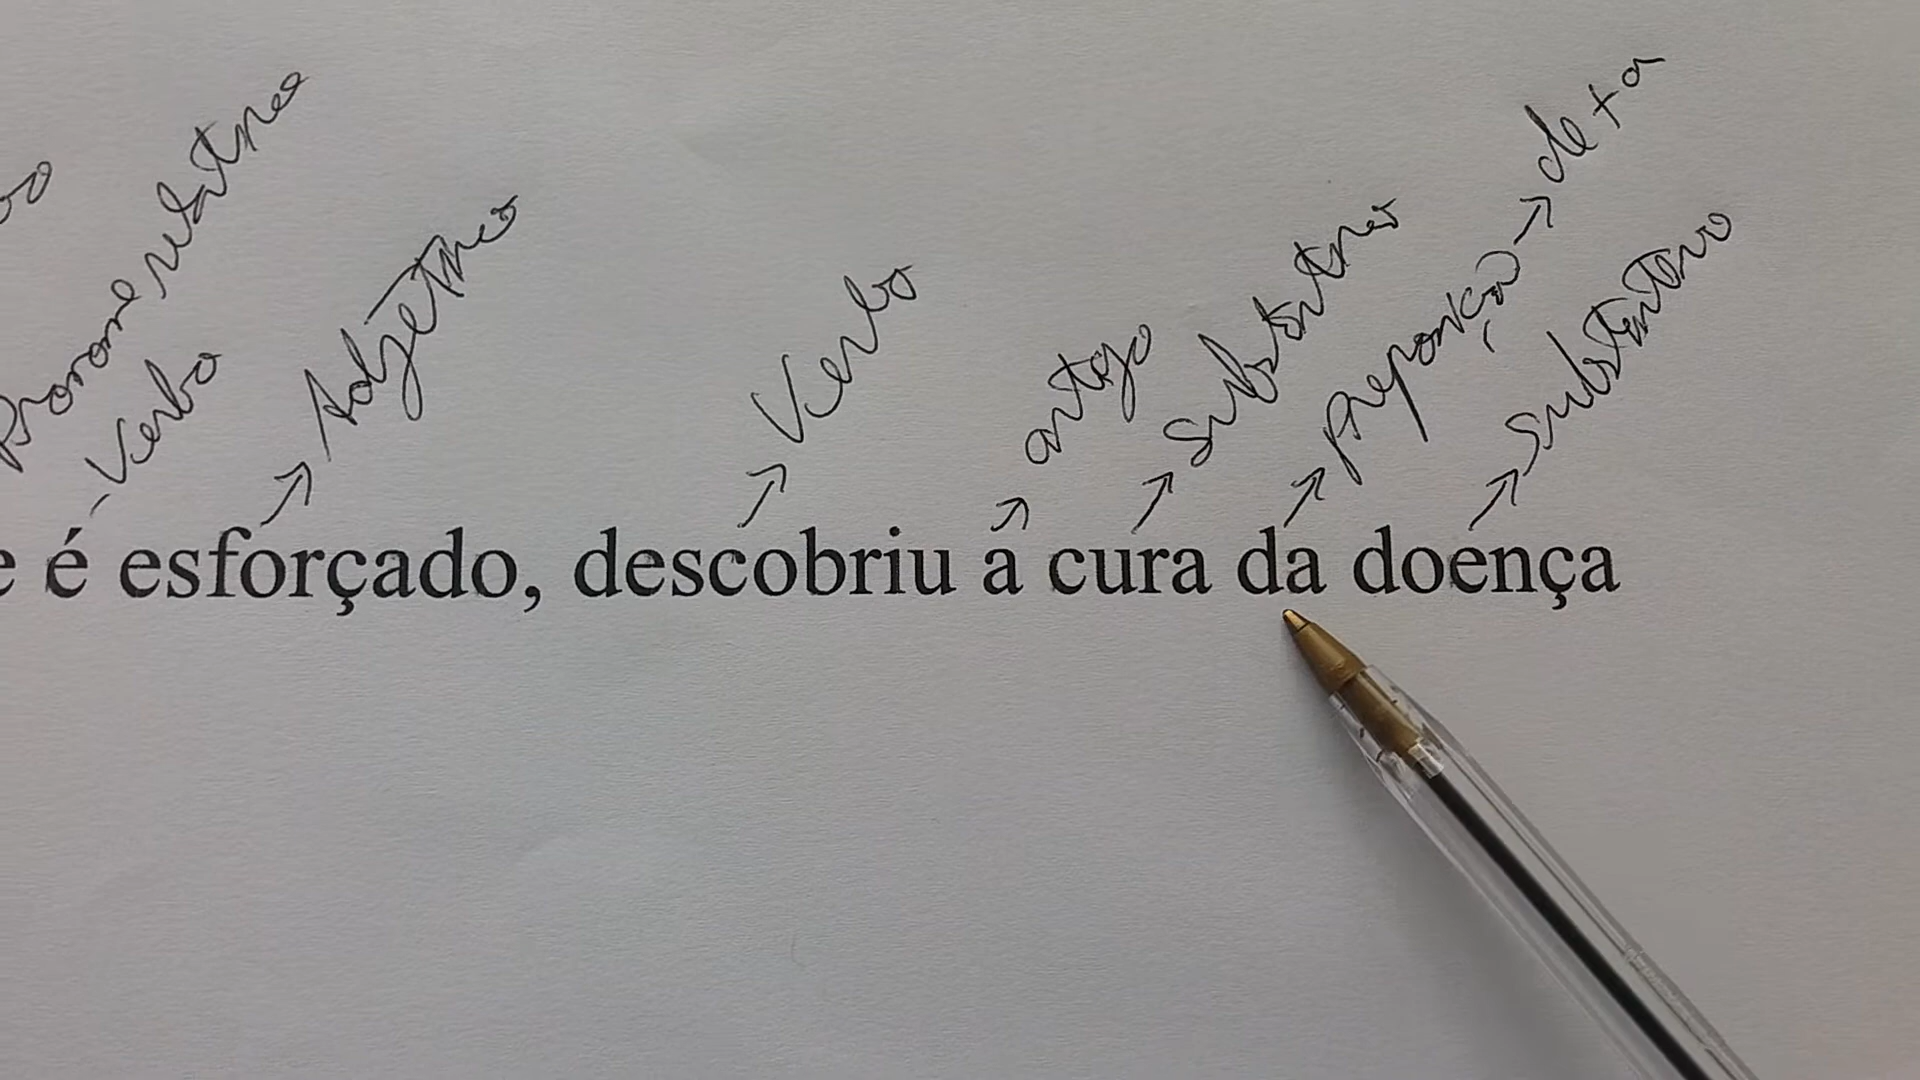 Pronome relativo
Verbo
Adjetivo
Verbo
artigo
substantivo
preposição → de + a
substantivo
e é esforçado, descobriu a cura da doença